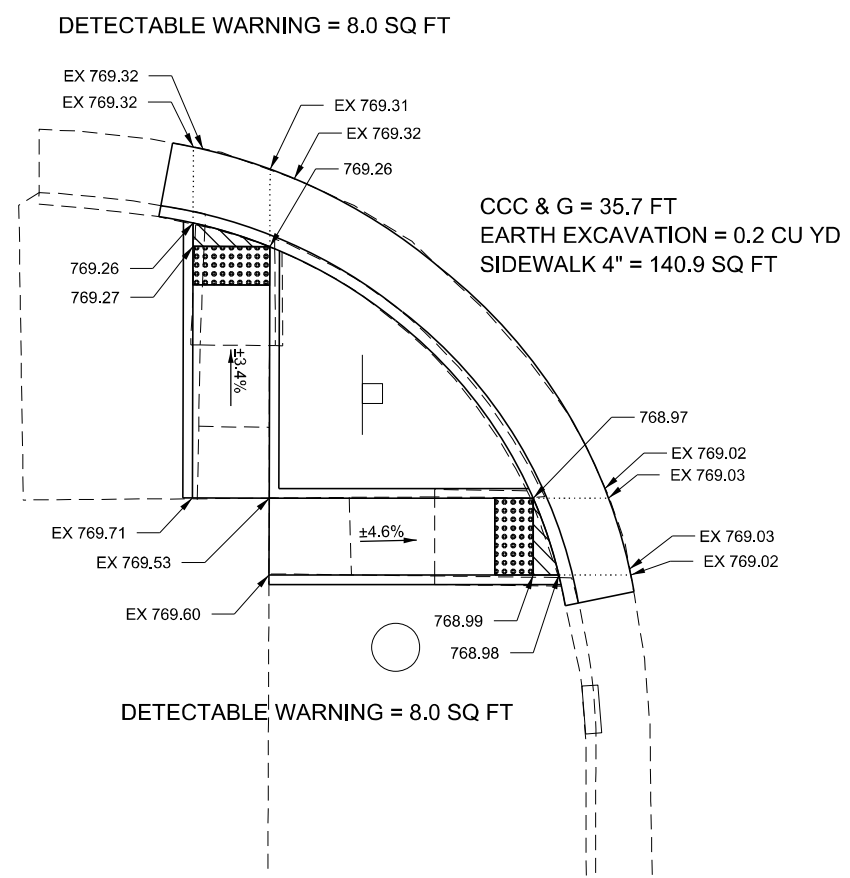 DETECTABLE WARNING = 8.0 SQ FT
EX 769.32
EX 769.32
EX 769.31
EX 769.32
769.26
CCC & G = 35.7 FT
EARTH EXCAVATION = 0.2 CU YD
SIDEWALK 4" = 140.9 SQ FT
769.26
769.27
±3.4%
768.97
EX 769.02
EX 769.03
EX 769.71
EX 769.53
±4.6%
EX 769.03
EX 769.02
EX 769.60
768.99
768.98
DETECTABLE WARNING = 8.0 SQ FT